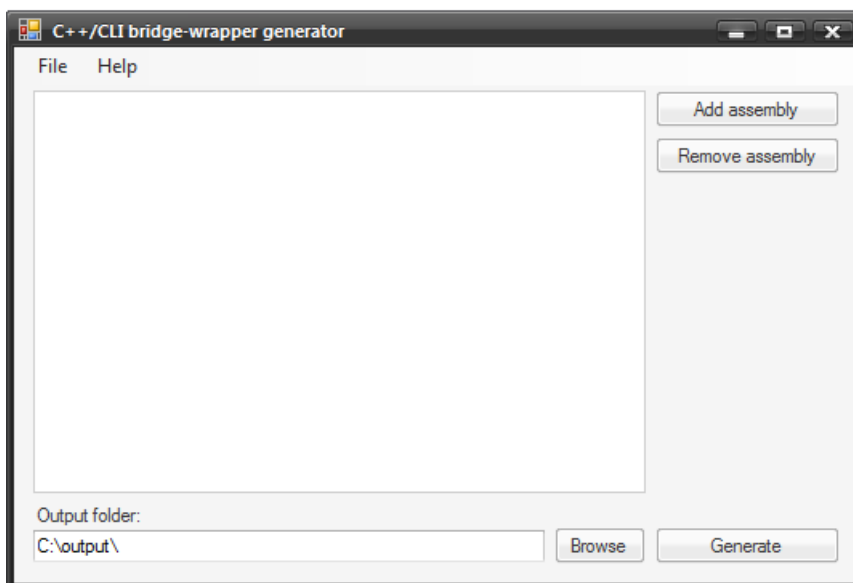 C++/CLI bridge-wrapper generator
File Help
Add assembly
Remove assembly
Output folder:
C:\output\
Browse
Generate